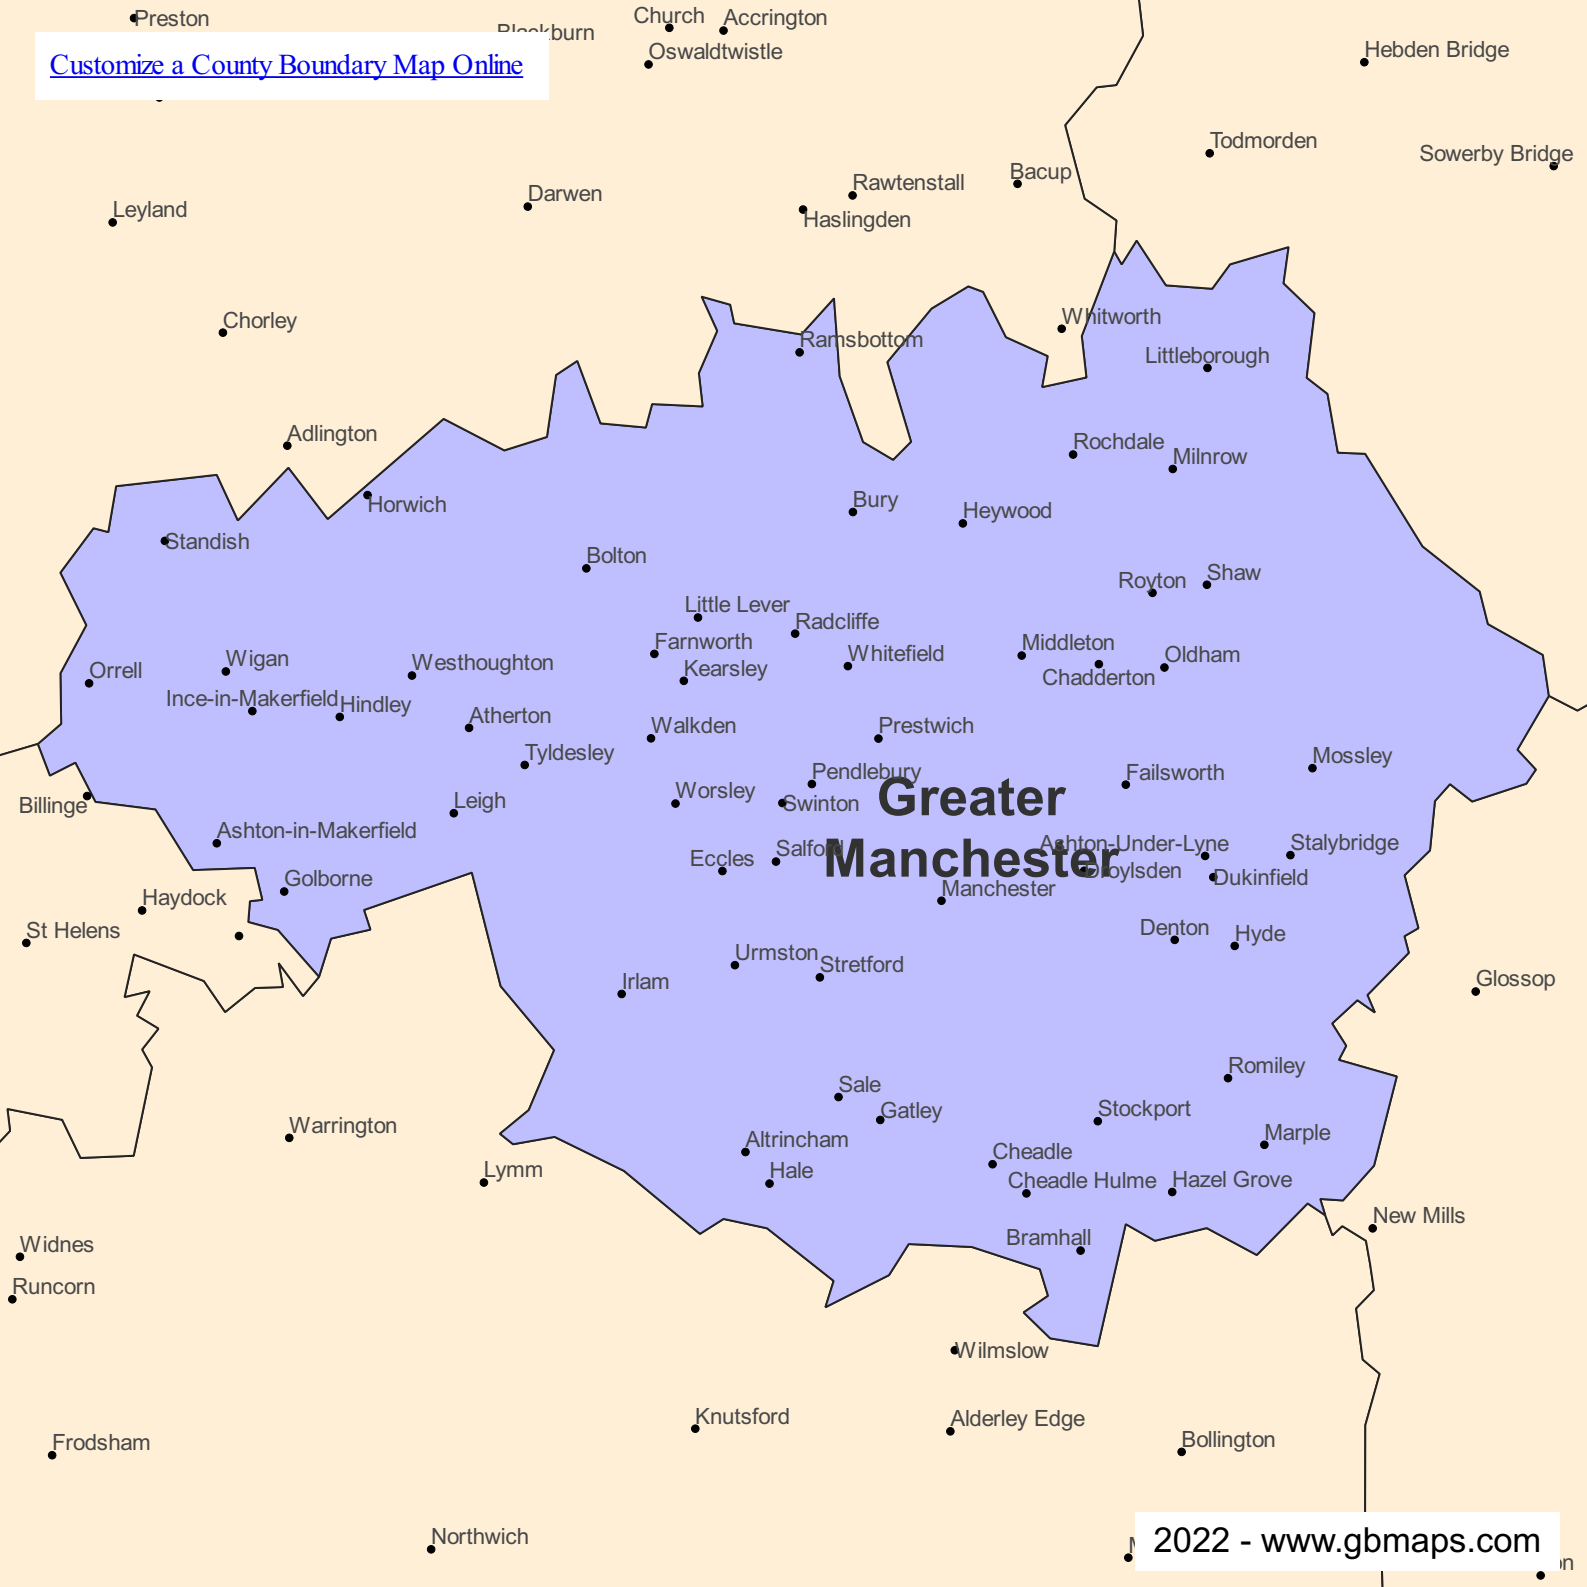 Preston
Church
Accrington
Oswaldtwistle
Customize a County Boundary Map Online
Hebden Bridge
Todmorden
Sowerby Bridge
Bacup
Rawtenstall
Darwen
Leyland
Haslingden
Chorley
Whitworth
Ramsbottom
Littleborough
Adlington
Rochdale
Milnrow
Horwich
Bury
Heywood
Standish
Bolton
Royton
Shaw
Little Lever
Radcliffe
Farnworth
Whitefield
Middleton
Oldham
Orrell
Wigan
Westhoughton
Kearsley
Chadderton
Ince-in-Makerfield
Hindley
Atherton
Walkden
Prestwich
Tyldesley
Mossley
Pendlebury
Failsworth
Billinge
Leigh
Worsley
Swinton
Greater
Manchester
Ashton-in-Makerfield
Ashton-Under-Lyne
Stalybridge
Salford
Eccles
Droylsden
Dukinfield
Golborne
Manchester
Haydock
St Helens
Denton
Hyde
Urmston
Stretford
Irlam
Glossop
Romiley
Sale
Gatley
Stockport
Warrington
Altrincham
Marple
Cheadle
Lymm
Hale
Cheadle Hulme
Hazel Grove
New Mills
Widnes
Bramhall
Runcorn
Wilmslow
Knutsford
Alderley Edge
Frodsham
Bollington
Northwich
2022 - www.gbmaps.com